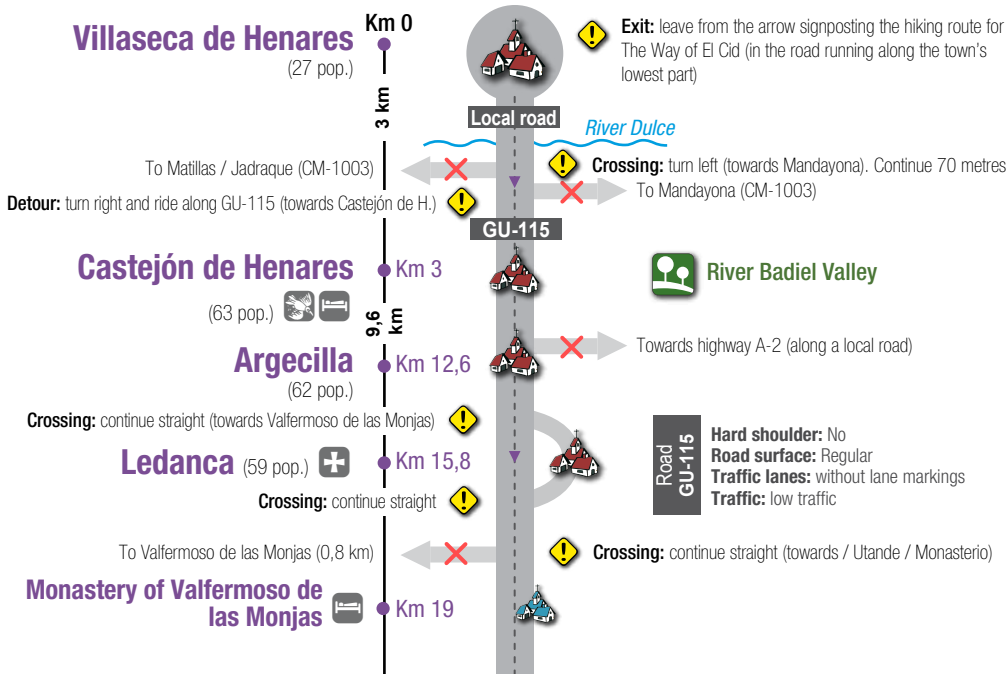 Villaseca de Henares
(27 pop.)
Km 0
Exit: leave from the arrow signposting the hiking route for
The Way of El Cid (in the road running along the town's
lowest part)
3 km
Local road
River Dulce
To Matillas / Jadraque (CM-1003)
Crossing: turn left (towards Mandayona). Continue 70 metres
To Mandayona (CM-1003)
Detour: turn right and ride along GU-115 (towards Castejón de H.)
GU-115
Castejón de Henares
Km 3
(63 pop.)
River Badiel Valley
9,6
km
Argecilla
Km 12,6
(62 pop.)
Towards highway A-2 (along a local road)
Crossing: continue straight (towards Valfermoso de las Monjas)
Ledanca (59 pop.)
Km 15,8
Crossing: continue straight
Road
GU-115
Hard shoulder: No
Road surface: Regular
Traffic lanes: without lane markings
Traffic: low traffic
To Valfermoso de las Monjas (0,8 km)
Crossing: continue straight (towards / Utande / Monasterio)
Monastery of Valfermoso de
las Monjas
Km 19